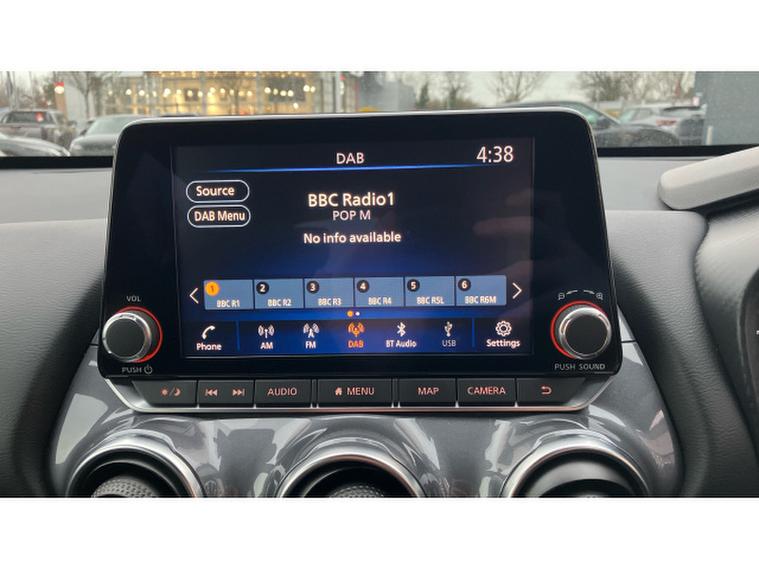 DAB
4:38
Source
DAB Menu
BBC Radio1
POP M
No info available
1 BBC R1
2 BBC R2
3 BBC R3
4 BBC R4
5 BBC R5L
6 BBC R6M
Phone
AM
FM
DAB
BT Audio
USB
Settings
VOL
PUSH
PUSH SOUND
AUDIO
MENU
MAP
CAMERA